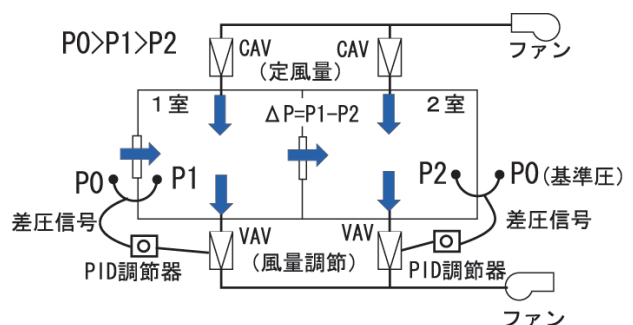 P0>P1>P2
CAV
CAV
(定風量)
ファン
1室
ΔP=P1-P2
2室
P0
P1
P2
P0(基準圧)
差圧信号
差圧信号
VAV
VAV
PID調節器
(風量調節)
PID調節器
ファン